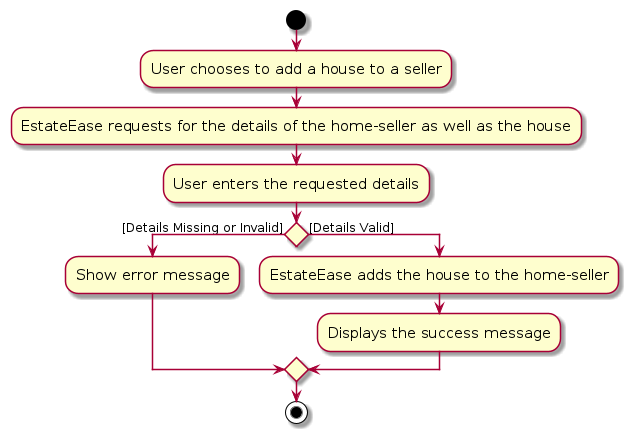 User chooses to add a house to a seller
EstateEase requests for the details of the home-seller as well as the house
User enters the requested details
[Details Missing or Invalid]
[Details Valid]
Show error message
EstateEase adds the house to the home-seller
Displays the success message